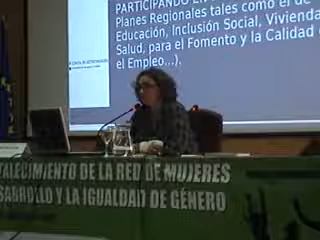 PARTICIPANDO EN
Planes Regionales tales como el de
Educación, Inclusión Social, Vivienda
Salud, para el Fomento y la Calidad
el Empleo...).
TALECIMIENTO DE LA RED DE MUJERES
SARROLLO Y LA IGUALDAD DE GÉNERO